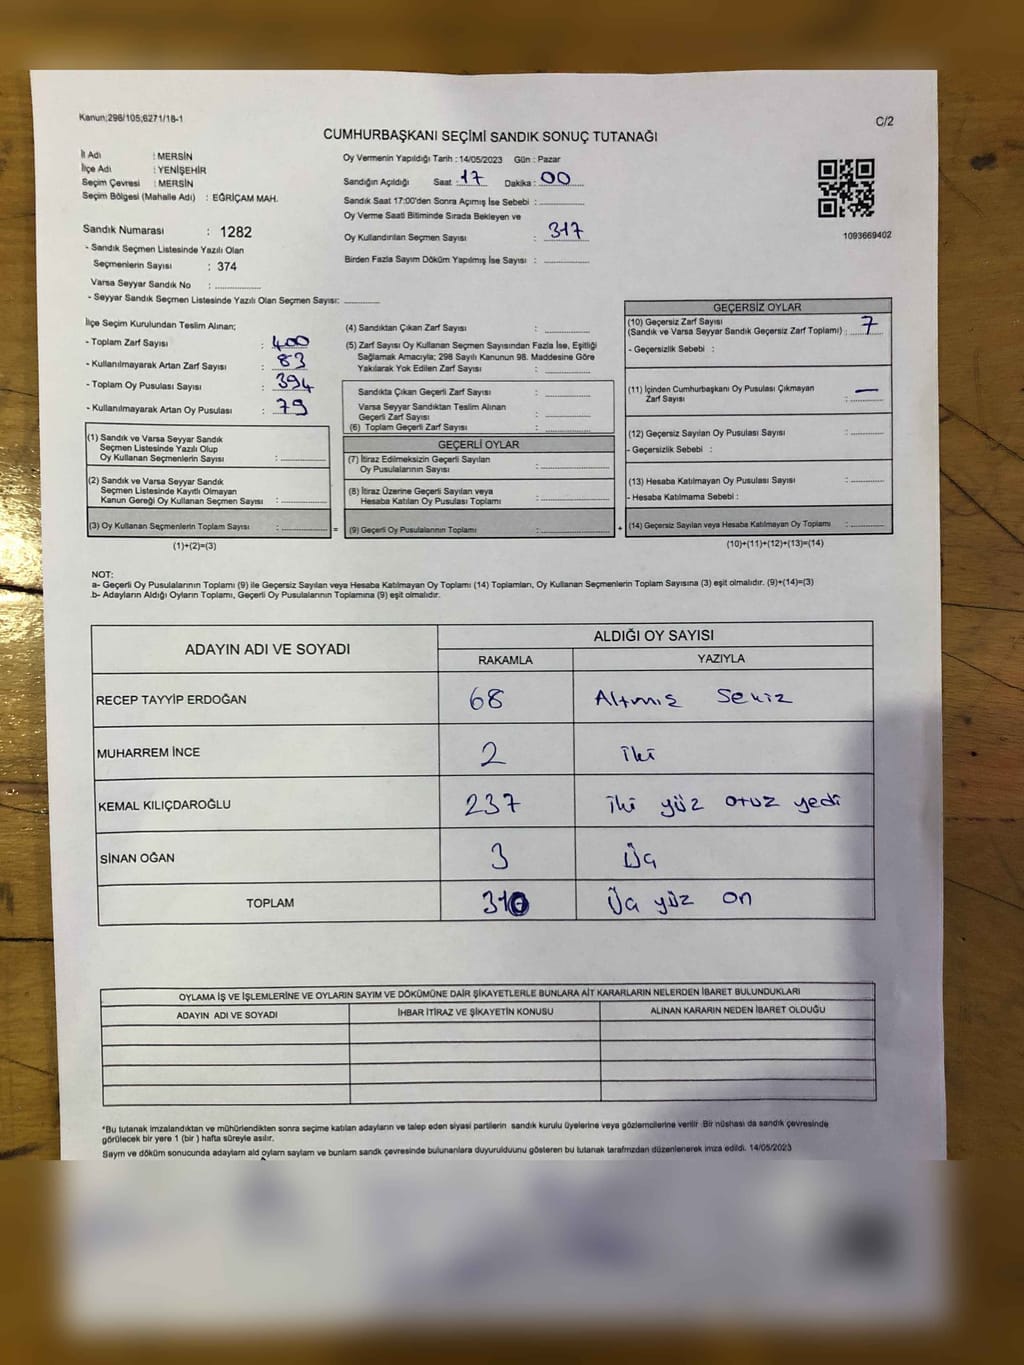 Kanun;298/105;6271/18-1
C/2
CUMHURBAŞKANI SEÇİMİ SANDIK SONUÇ TUTANAĞI
İl Adı : MERSİN
İlçe Adı : YENİŞEHİR
Seçim Çevresi : MERSİN
Seçim Bölgesi (Mahalle Adı) : EĞRİÇAM MAH.
Sandık Numarası : 1282
- Sandık Seçmen Listesinde Yazılı Olan
Seçmenlerin Sayısı : 374
Varsa Seyyar Sandık No :
- Seyyar Sandık Seçmen Listesinde Yazılı Olan Seçmen Sayısı:
Oy Vermenin Yapıldığı Tarih : 14/05/2023 Gün : Pazar
Sandığın Açıldığı Saat : 17 Dakika : 00
Sandık Saat 17:00'den Sonra Açımış İse Sebebi :
Oy Verme Saati Bitiminde Sırada Bekleyen ve
Oy Kullandırılan Seçmen Sayısı : 317
Birden Fazla Sayım Döküm Yapılmış İse Sayısı :
1093669402
İlçe Seçim Kurulundan Teslim Alınan;
- Toplam Zarf Sayısı : 400
- Kullanılmayarak Artan Zarf Sayısı : 83
- Toplam Oy Pusulası Sayısı : 394
- Kullanılmayarak Artan Oy Pusulası : 79
(1) Sandık ve Varsa Seyyar Sandık
Seçmen Listesinde Yazılı Olup
Oy Kullanan Seçmenlerin Sayısı :
(2) Sandık ve Varsa Seyyar Sandık
Seçmen Listesinde Kayıtlı Olmayan
Kanun Gereği Oy Kullanan Seçmen Sayısı :
(3) Oy Kullanan Seçmenlerin Toplam Sayısı : =
(1)+(2)=(3)
(4) Sandıktan Çıkan Zarf Sayısı :
(5) Zarf Sayısı Oy Kullanan Seçmen Sayısından Fazla İse, Eşitliği
Sağlamak Amacıyla; 298 Sayılı Kanunun 98. Maddesine Göre
Yakılarak Yok Edilen Zarf Sayısı :
Sandıkta Çıkan Geçerli Zarf Sayısı :
Varsa Seyyar Sandıktan Teslim Alınan
Geçerli Zarf Sayısı :
(6) Toplam Geçerli Zarf Sayısı :
GEÇERLİ OYLAR
(7) İtiraz Edilmeksizin Geçerli Sayılan
Oy Pusulalarının Sayısı :
(8) İtiraz Üzerine Geçerli Sayılan veya
Hesaba Katılan Oy Pusulası Toplamı :
(9) Geçerli Oy Pusulalarının Toplamı : +
GEÇERSİZ OYLAR
(10) Geçersiz Zarf Sayısı
(Sandık ve Varsa Seyyar Sandık Geçersiz Zarf Toplamı) : 7
- Geçersizlik Sebebi :
(11) İçinden Cumhurbaşkanı Oy Pusulası Çıkmayan
Zarf Sayısı : —
(12) Geçersiz Sayılan Oy Pusulası Sayısı :
- Geçersizlik Sebebi :
(13) Hesaba Katılmayan Oy Pusulası Sayısı :
- Hesaba Katılmama Sebebi :
(14) Geçersiz Sayılan veya Hesaba Katılmayan Oy Toplamı :
(10)+(11)+(12)+(13)=(14)
NOT:
a- Geçerli Oy Pusulalarının Toplamı (9) ile Geçersiz Sayılan veya Hesaba Katılmayan Oy Toplamı (14) Toplamları, Oy Kullanan Seçmenlerin Toplam Sayısına (3) eşit olmalıdır. (9)+(14)=(3)
b- Adayların Aldığı Oyların Toplamı, Geçerli Oy Pusulalarının Toplamına (9) eşit olmalıdır.
ADAYIN ADI VE SOYADI
ALDIĞI OY SAYISI
RAKAMLA YAZIYLA
RECEP TAYYİP ERDOĞAN 68 Altmış Sekiz
MUHARREM İNCE 2 iki
KEMAL KILIÇDAROĞLU 237 iki yüz otuz yedi
SİNAN OĞAN 3 Üç
TOPLAM 310 Üç yüz on
OYLAMA İŞ VE İŞLEMLERİNE VE OYLARIN SAYIM VE DÖKÜMÜNE DAİR ŞİKAYETLERLE BUNLARA AİT KARARLARIN NELERDEN İBARET BULUNDUKLARI
ADAYIN ADI VE SOYADI İHBAR İTİRAZ VE ŞİKAYETİN KONUSU ALINAN KARARIN NEDEN İBARET OLDUĞU
*Bu tutanak imzalandıktan ve mühürlendikten sonra seçime katılan adayların ve talep eden siyasi partilerin sandık kurulu üyelerine veya gözlemcilerine verilir. Bir nüshası da sandık çevresinde
görülecek bir yere 1 (bir ) hafta süreyle asılır.
Sayım ve döküm sonucunda adayların ald oyların sayların ve bunların sandk çevresinde bulunanlara duyurulduunu gösteren bu tutanak tarafmzdan düzenlenerek imza edildi. 14/05/2023